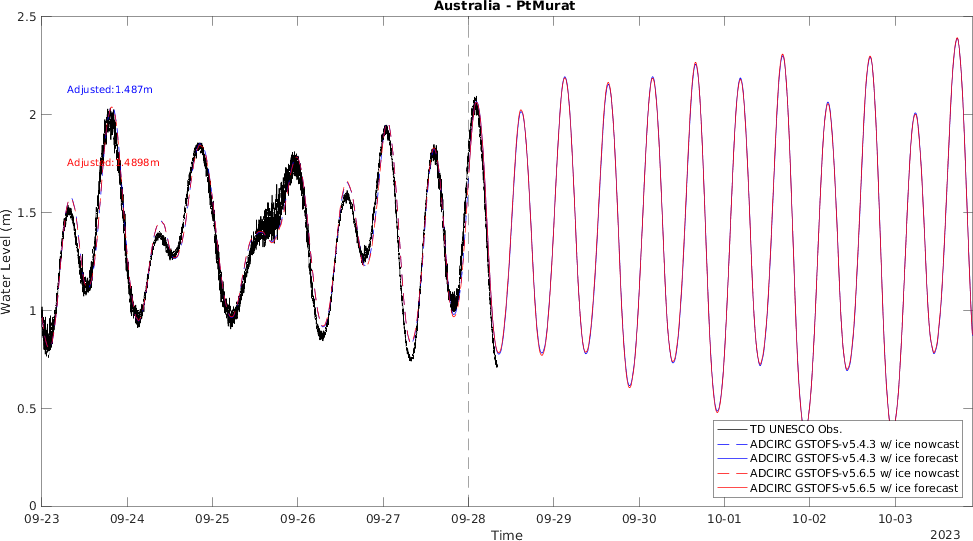 Australia - PtMurat
2.5
2
1.5
1
0.5
0
Water Level (m)
Adjusted:1.487m
Adjusted:1.4898m
TD UNESCO Obs.
ADCIRC GSTOFS-v5.4.3 w/ ice nowcast
ADCIRC GSTOFS-v5.4.3 w/ ice forecast
ADCIRC GSTOFS-v5.6.5 w/ ice nowcast
ADCIRC GSTOFS-v5.6.5 w/ ice forecast
09-23 09-24 09-25 09-26 09-27 09-28 09-29 09-30 10-01 10-02 10-03
Time
2023